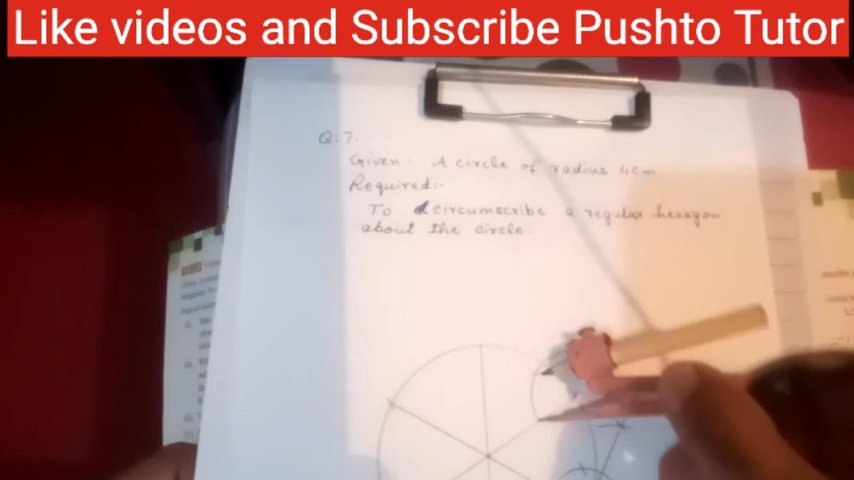 Like videos and Subscribe Pushto Tutor
Q:7.
Given: A circle of radius 4cm
Required:-
To circumscribe a regular hexagon
about the circle.